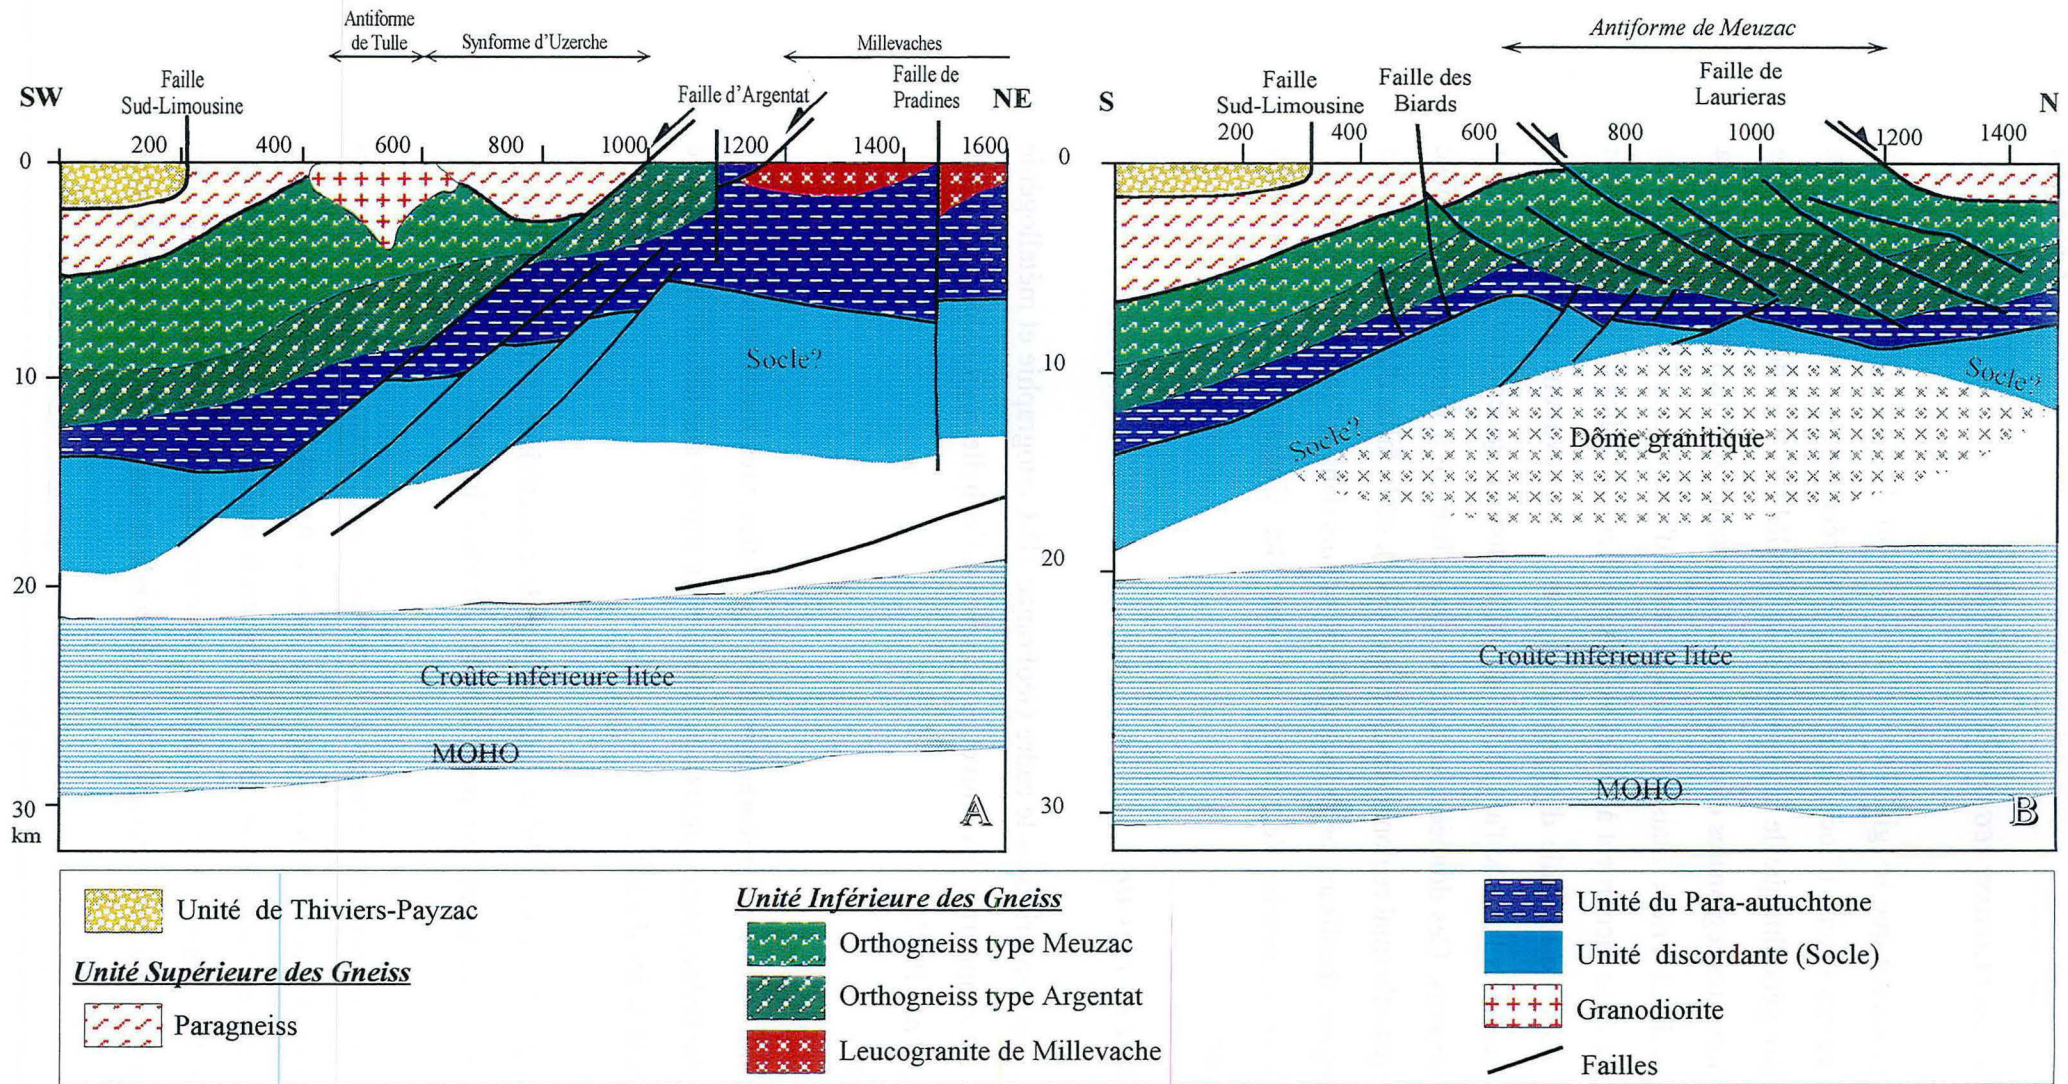 Antiforme
de Tulle
Synforme d'Uzerche
Millevaches
Faille
Sud-Limousine
Faille d'Argentat
Faille de
Pradines
SW
NE
200
400
600
800
1000
1200
1400
1600
0
10
20
30
km
Socle?
Croûte inférieure litée
MOHO
A
Antiforme de Meuzac
Faille
Sud-Limousine
Faille des
Biards
Faille de
Laurieras
S
N
200
400
600
800
1000
1200
1400
0
10
20
30
Socle?
Socle?
Dôme granitique
Croûte inférieure litée
MOHO
B
Unité de Thiviers-Payzac
Unité Supérieure des Gneiss
Paragneiss
Unité Inférieure des Gneiss
Orthogneiss type Meuzac
Orthogneiss type Argentat
Leucogranite de Millevache
Unité du Para-autuchtone
Unité discordante (Socle)
Granodiorite
Failles